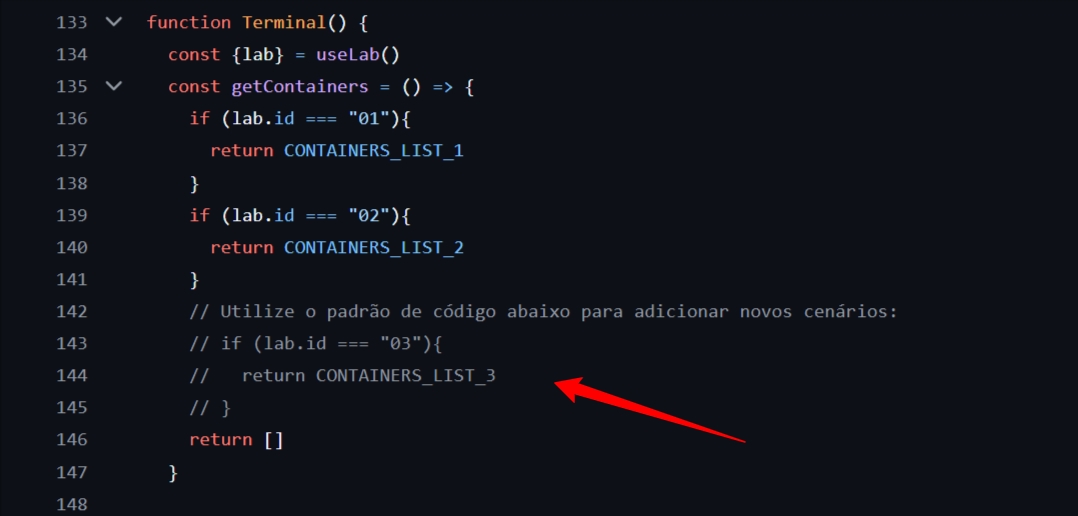 133 function Terminal() {
134 const {lab} = useLab()
135 const getContainers = () => {
136 if (lab.id === "01"){
137 return CONTAINERS_LIST_1
138 }
139 if (lab.id === "02"){
140 return CONTAINERS_LIST_2
141 }
142 // Utilize o padrão de código abaixo para adicionar novos cenários:
143 // if (lab.id === "03"){
144 //   return CONTAINERS_LIST_3
145 // }
146 return []
147 }
148